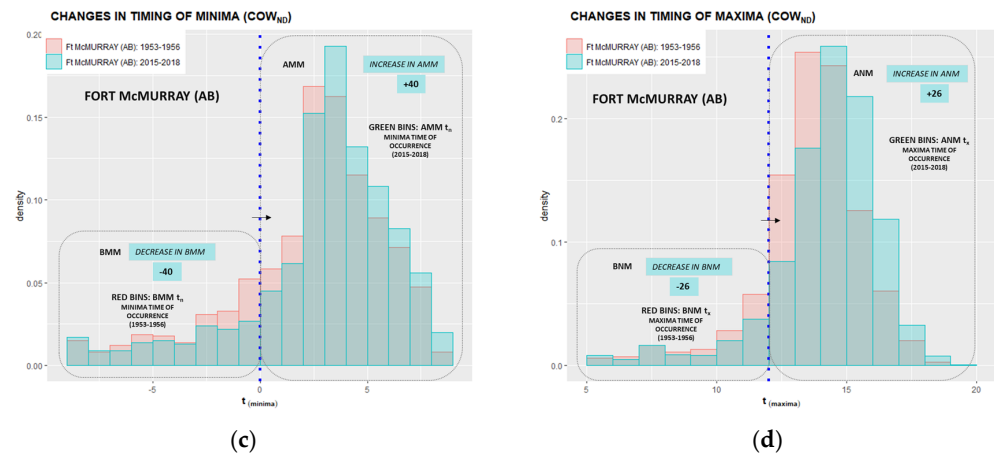 CHANGES IN TIMING OF MINIMA (COWND)
Ft McMURRAY (AB): 1953-1956
Ft McMURRAY (AB): 2015-2018
FORT McMURRAY (AB)
AMM
INCREASE IN AMM
+40
GREEN BINS: AMM tn
MINIMA TIME OF
OCCURRENCE
(2015-2018)
BMM
DECREASE IN BMM
-40
RED BINS: BMM tn
MINIMA TIME OF
OCCURRENCE
(1953-1956)
density
0.20
0.15
0.10
0.05
0.00
-5
0
5
t (minima)
(c)
CHANGES IN TIMING OF MAXIMA (COWND)
Ft McMURRAY (AB): 1953-1956
Ft McMURRAY (AB): 2015-2018
FORT McMURRAY (AB)
ANM
INCREASE IN ANM
+26
GREEN BINS: ANM tx
MAXIMA TIME OF
OCCURRENCE
(2015-2018)
BNM
DECREASE IN BNM
-26
RED BINS: BNM tx
MAXIMA TIME OF
OCCURRENCE
(1953-1956)
density
0.2
0.1
0.0
5
10
15
20
t (maxima)
(d)